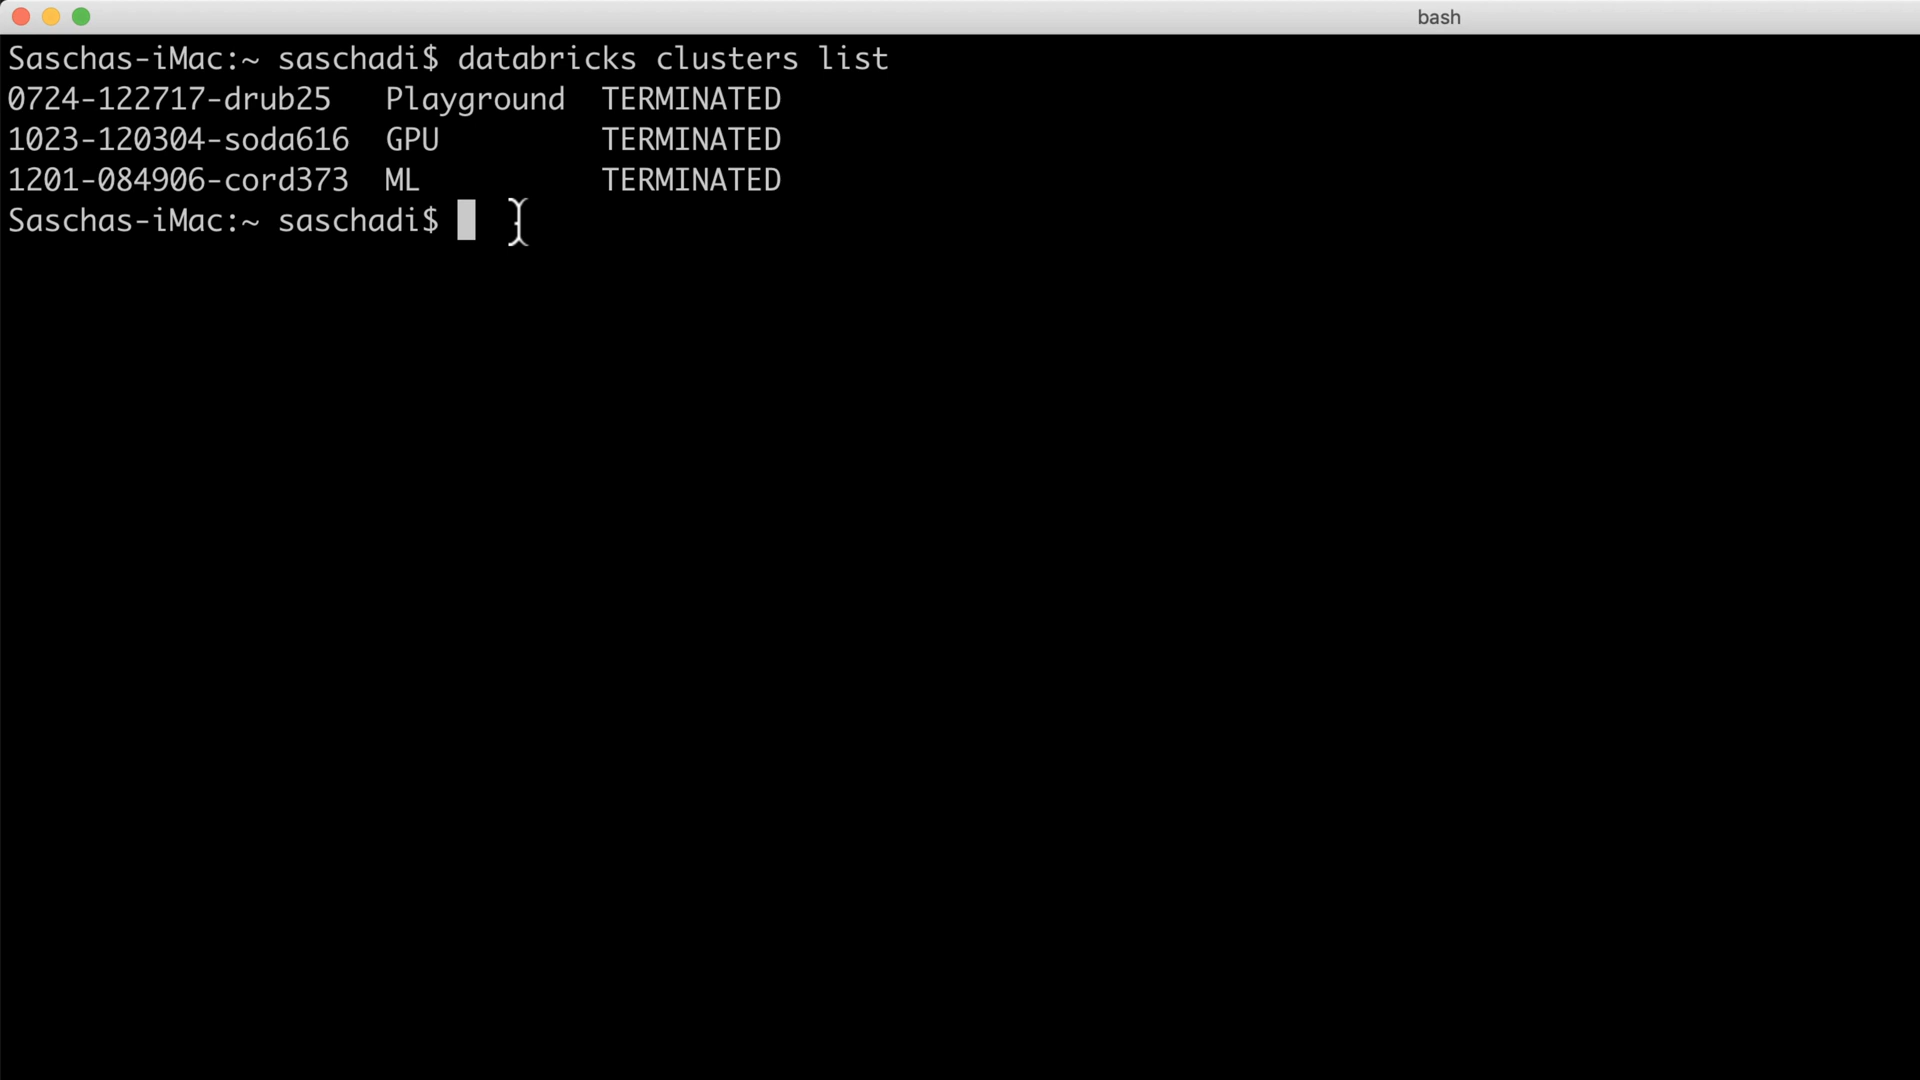 bash
Saschas-iMac:~ saschadi$ databricks clusters list
0724-122717-drub25   Playground  TERMINATED
1023-120304-soda616  GPU         TERMINATED
1201-084906-cord373  ML          TERMINATED
Saschas-iMac:~ saschadi$